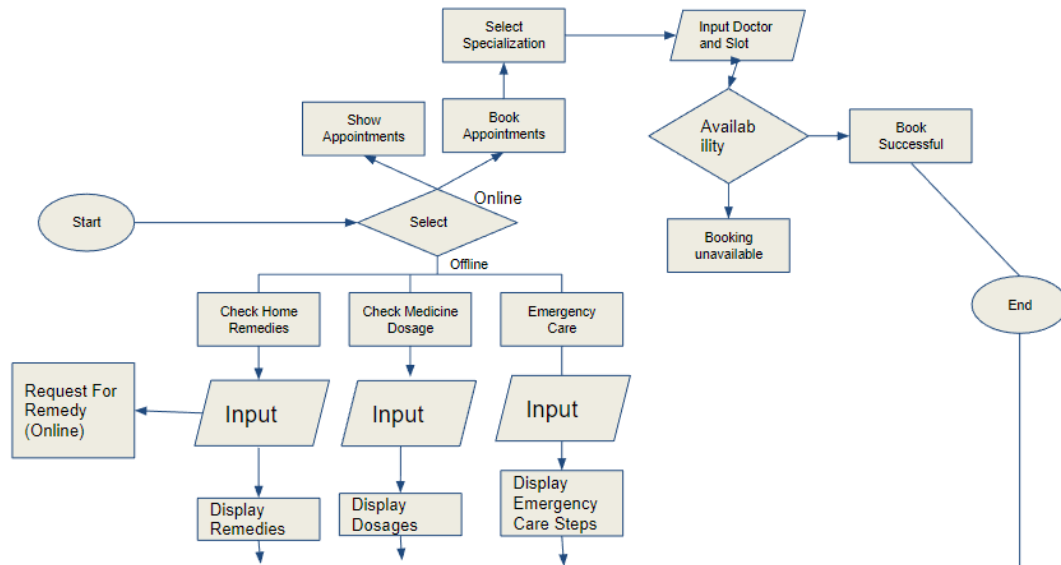 Select
Specialization
Input Doctor
and Slot
Show
Appointments
Book
Appointments
Availab
ility
Book
Successful
Online
Start
Select
Booking
unavailable
Offline
End
Check Home
Remedies
Check Medicine
Dosage
Emergency
Care
Request For
Remedy
(Online)
Input
Input
Input
Display
Remedies
Display
Dosages
Display
Emergency
Care Steps